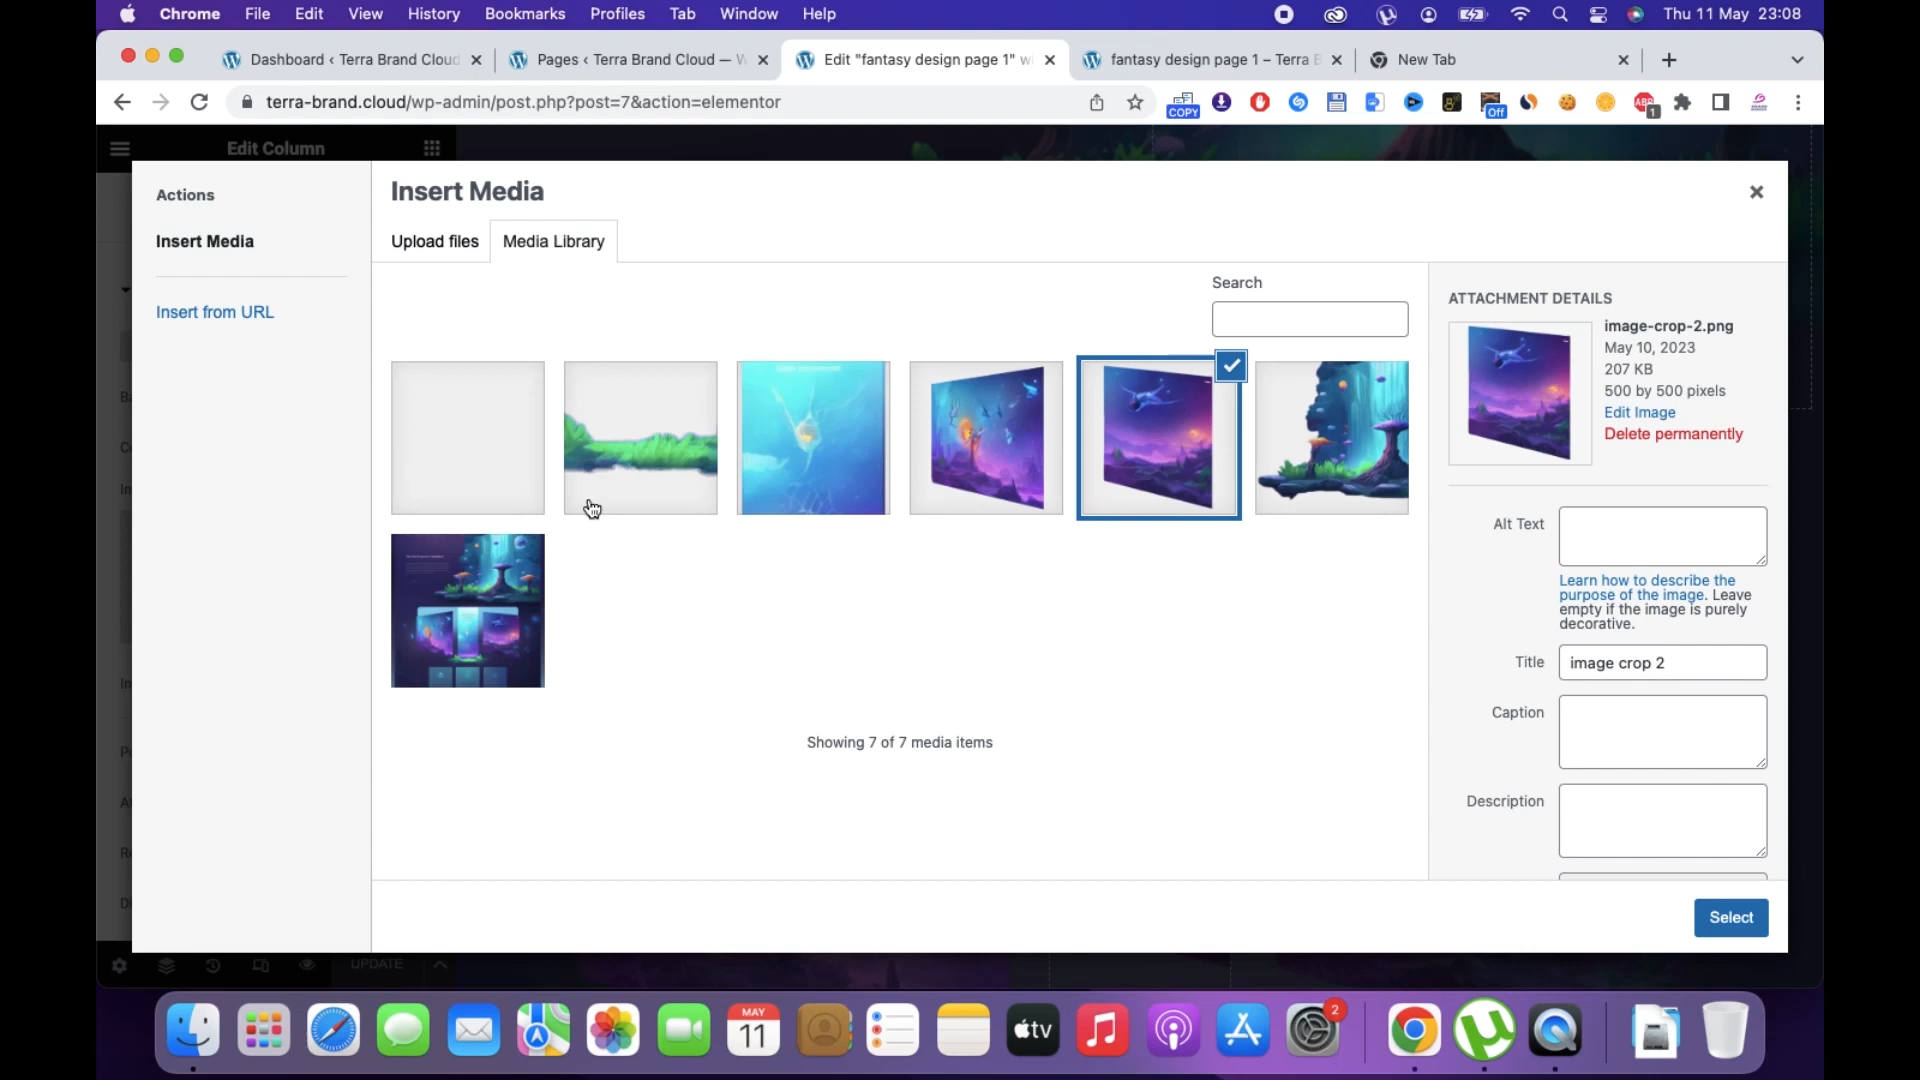 Chrome File Edit View History Bookmarks Profiles Tab Window Help Thu 11 May 23:08
Dashboard ‹ Terra Brand Cloud Pages ‹ Terra Brand Cloud — W Edit "fantasy design page 1" wi fantasy design page 1 – Terra B New Tab
terra-brand.cloud/wp-admin/post.php?post=7&action=elementor COPY Off ABP 1
Edit Column
Actions
Insert Media
Insert from URL
Insert Media
Upload files Media Library
Search
ATTACHMENT DETAILS
image-crop-2.png
May 10, 2023
207 KB
500 by 500 pixels
Edit Image
Delete permanently
Alt Text
Learn how to describe the
purpose of the image. Leave
empty if the image is purely
decorative.
Title image crop 2
Caption
Description
Showing 7 of 7 media items
Select
UPDATE
MAY
11
tv
2